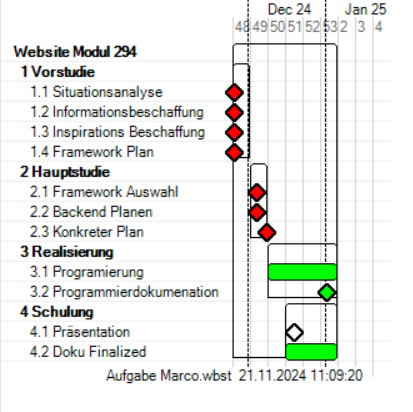 Dec 24 Jan 25
48 49 50 51 52 53 2 3 4
Website Modul 294
1 Vorstudie
1.1 Situationsanalyse
1.2 Informationsbeschaffung
1.3 Inspirations Beschaffung
1.4 Framework Plan
2 Hauptstudie
2.1 Framework Auswahl
2.2 Backend Planen
2.3 Konkreter Plan
3 Realisierung
3.1 Programierung
3.2 Programmierdokumenation
4 Schulung
4.1 Präsentation
4.2 Doku Finalized
Aufgabe Marco.wbst 21.11.2024 11:09:20